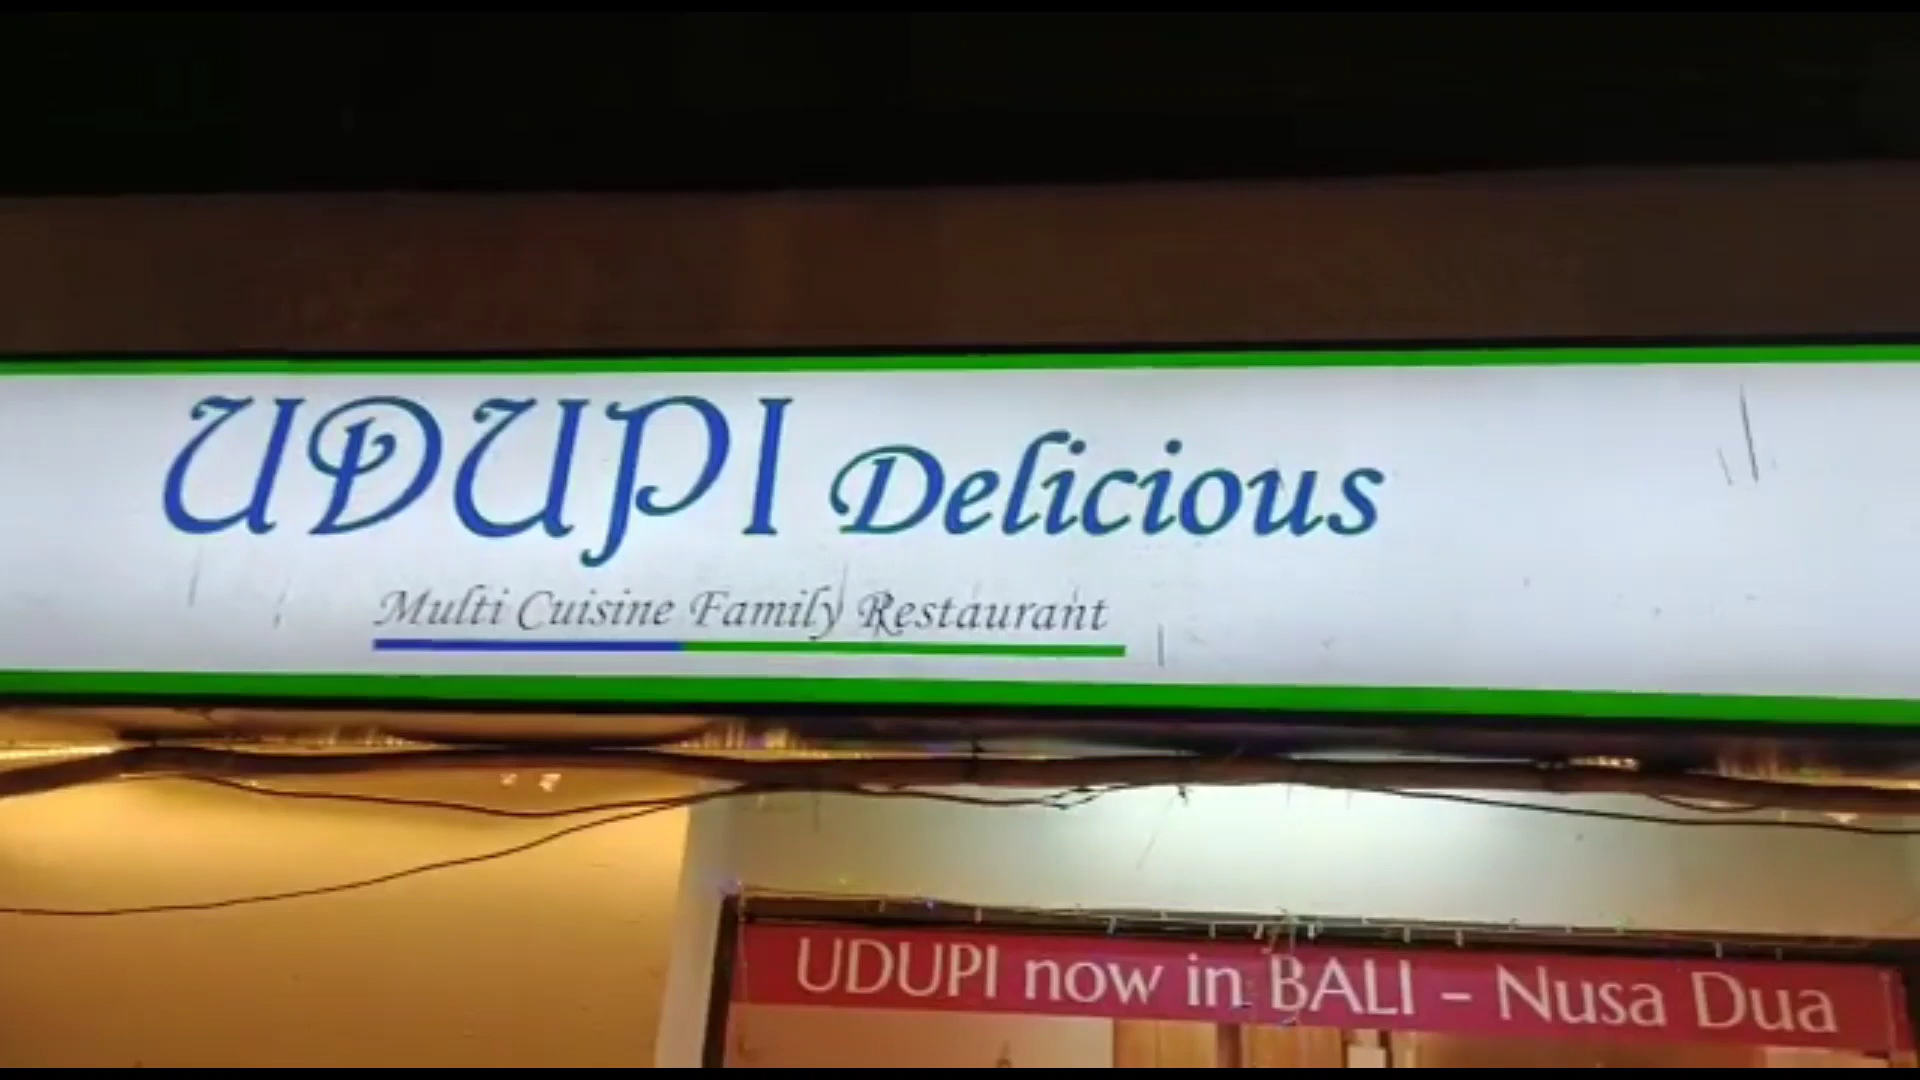 UDUPI Delicious
Multi Cuisine Family Restaurant
UDUPI now in BALI - Nusa Dua